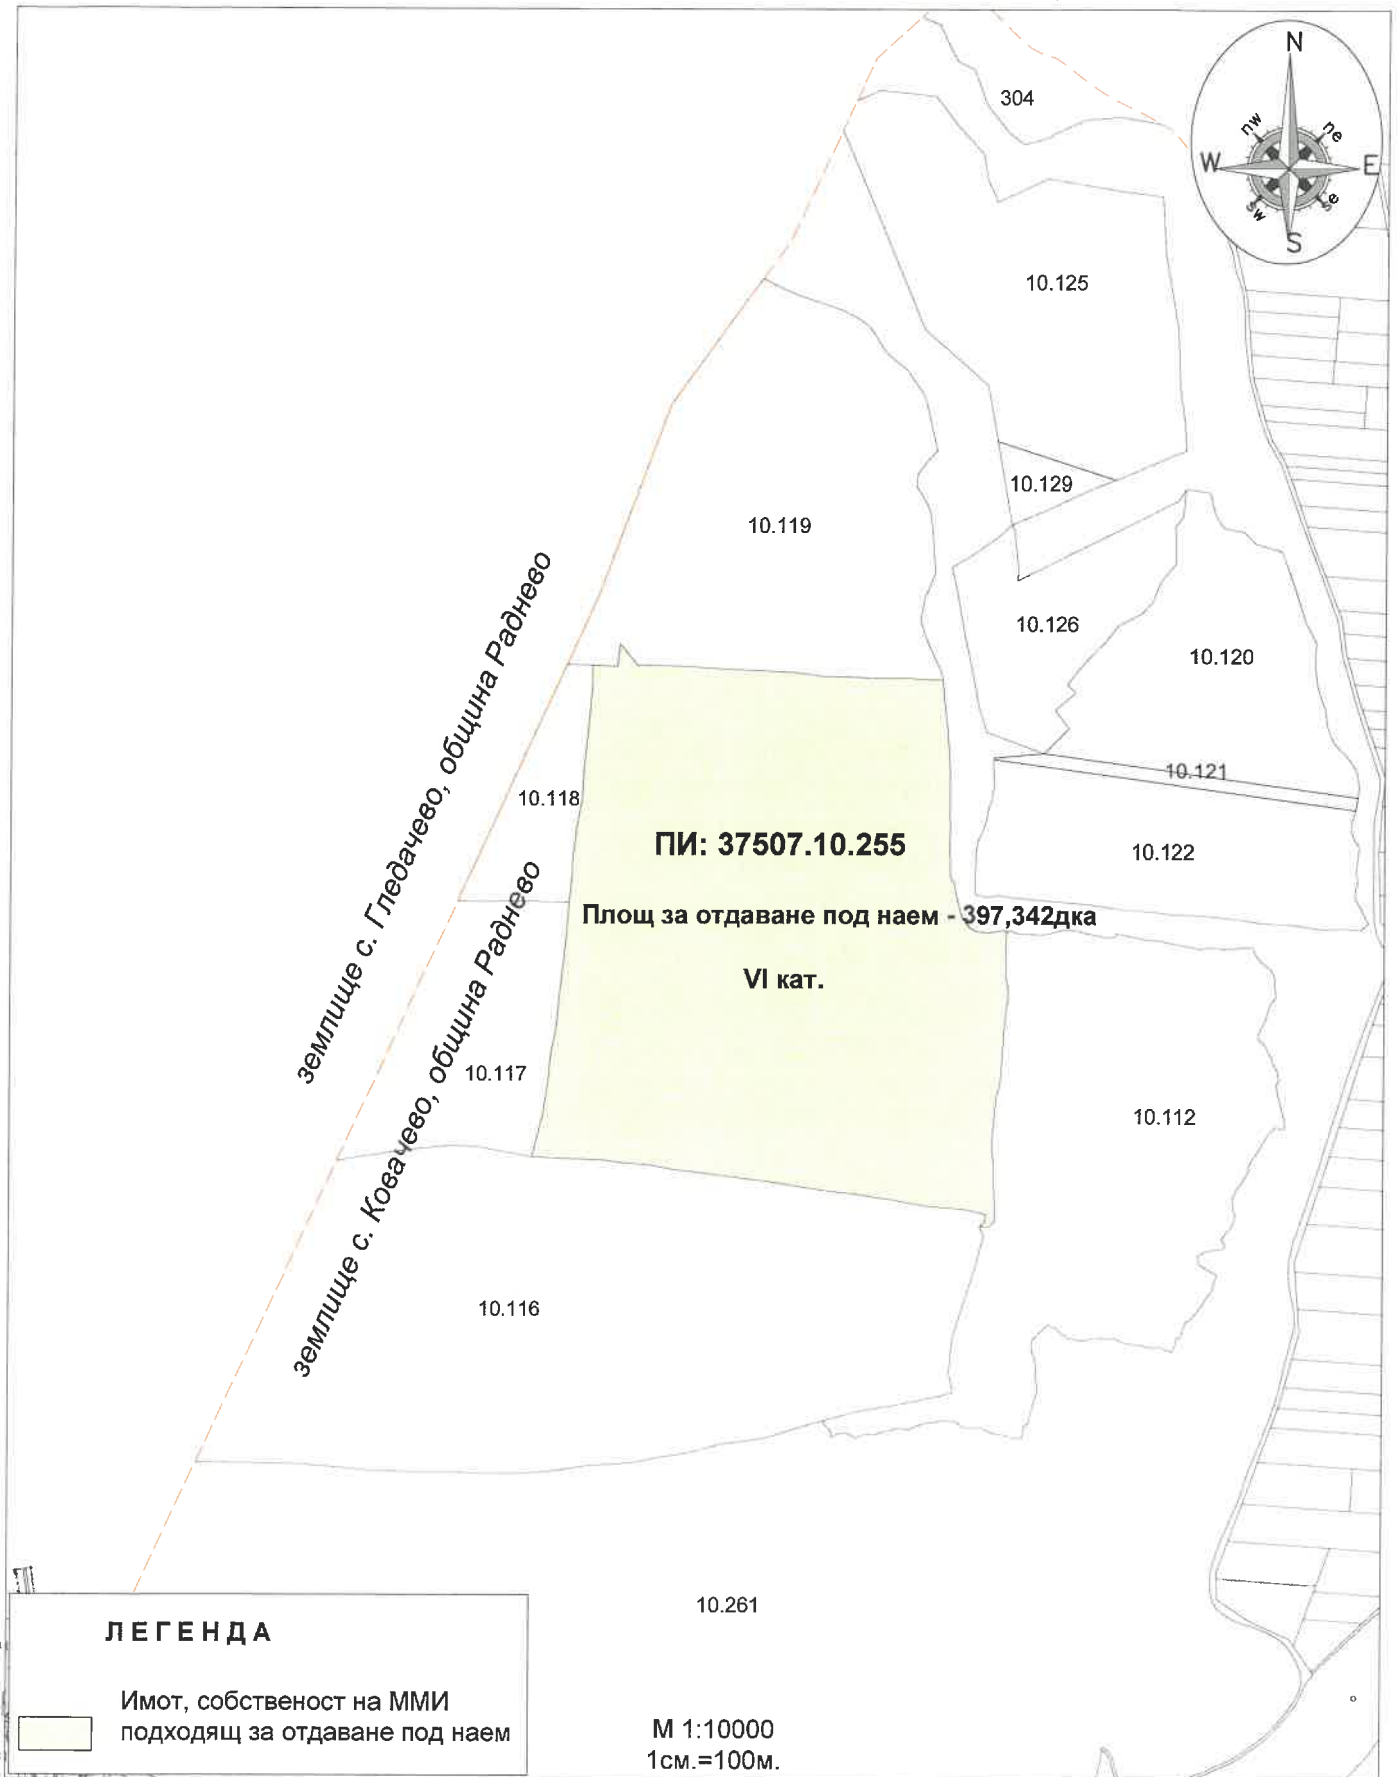 N
304
nw
ne
W
E
sw
se
S
10.125
10.129
10.119
10.126
10.120
землище с. Гледачево, община Раднево
10.121
10.118
ПИ: 37507.10.255
10.122
Площ за отдаване под наем - 397,342дка
землище с. Ковачево, община Раднево
VI кат.
10.117
10.112
10.116
10.261
ЛЕГЕНДА
Имот, собственост на ММИ
подходящ за отдаване под наем
М 1:10000
1см.=100м.